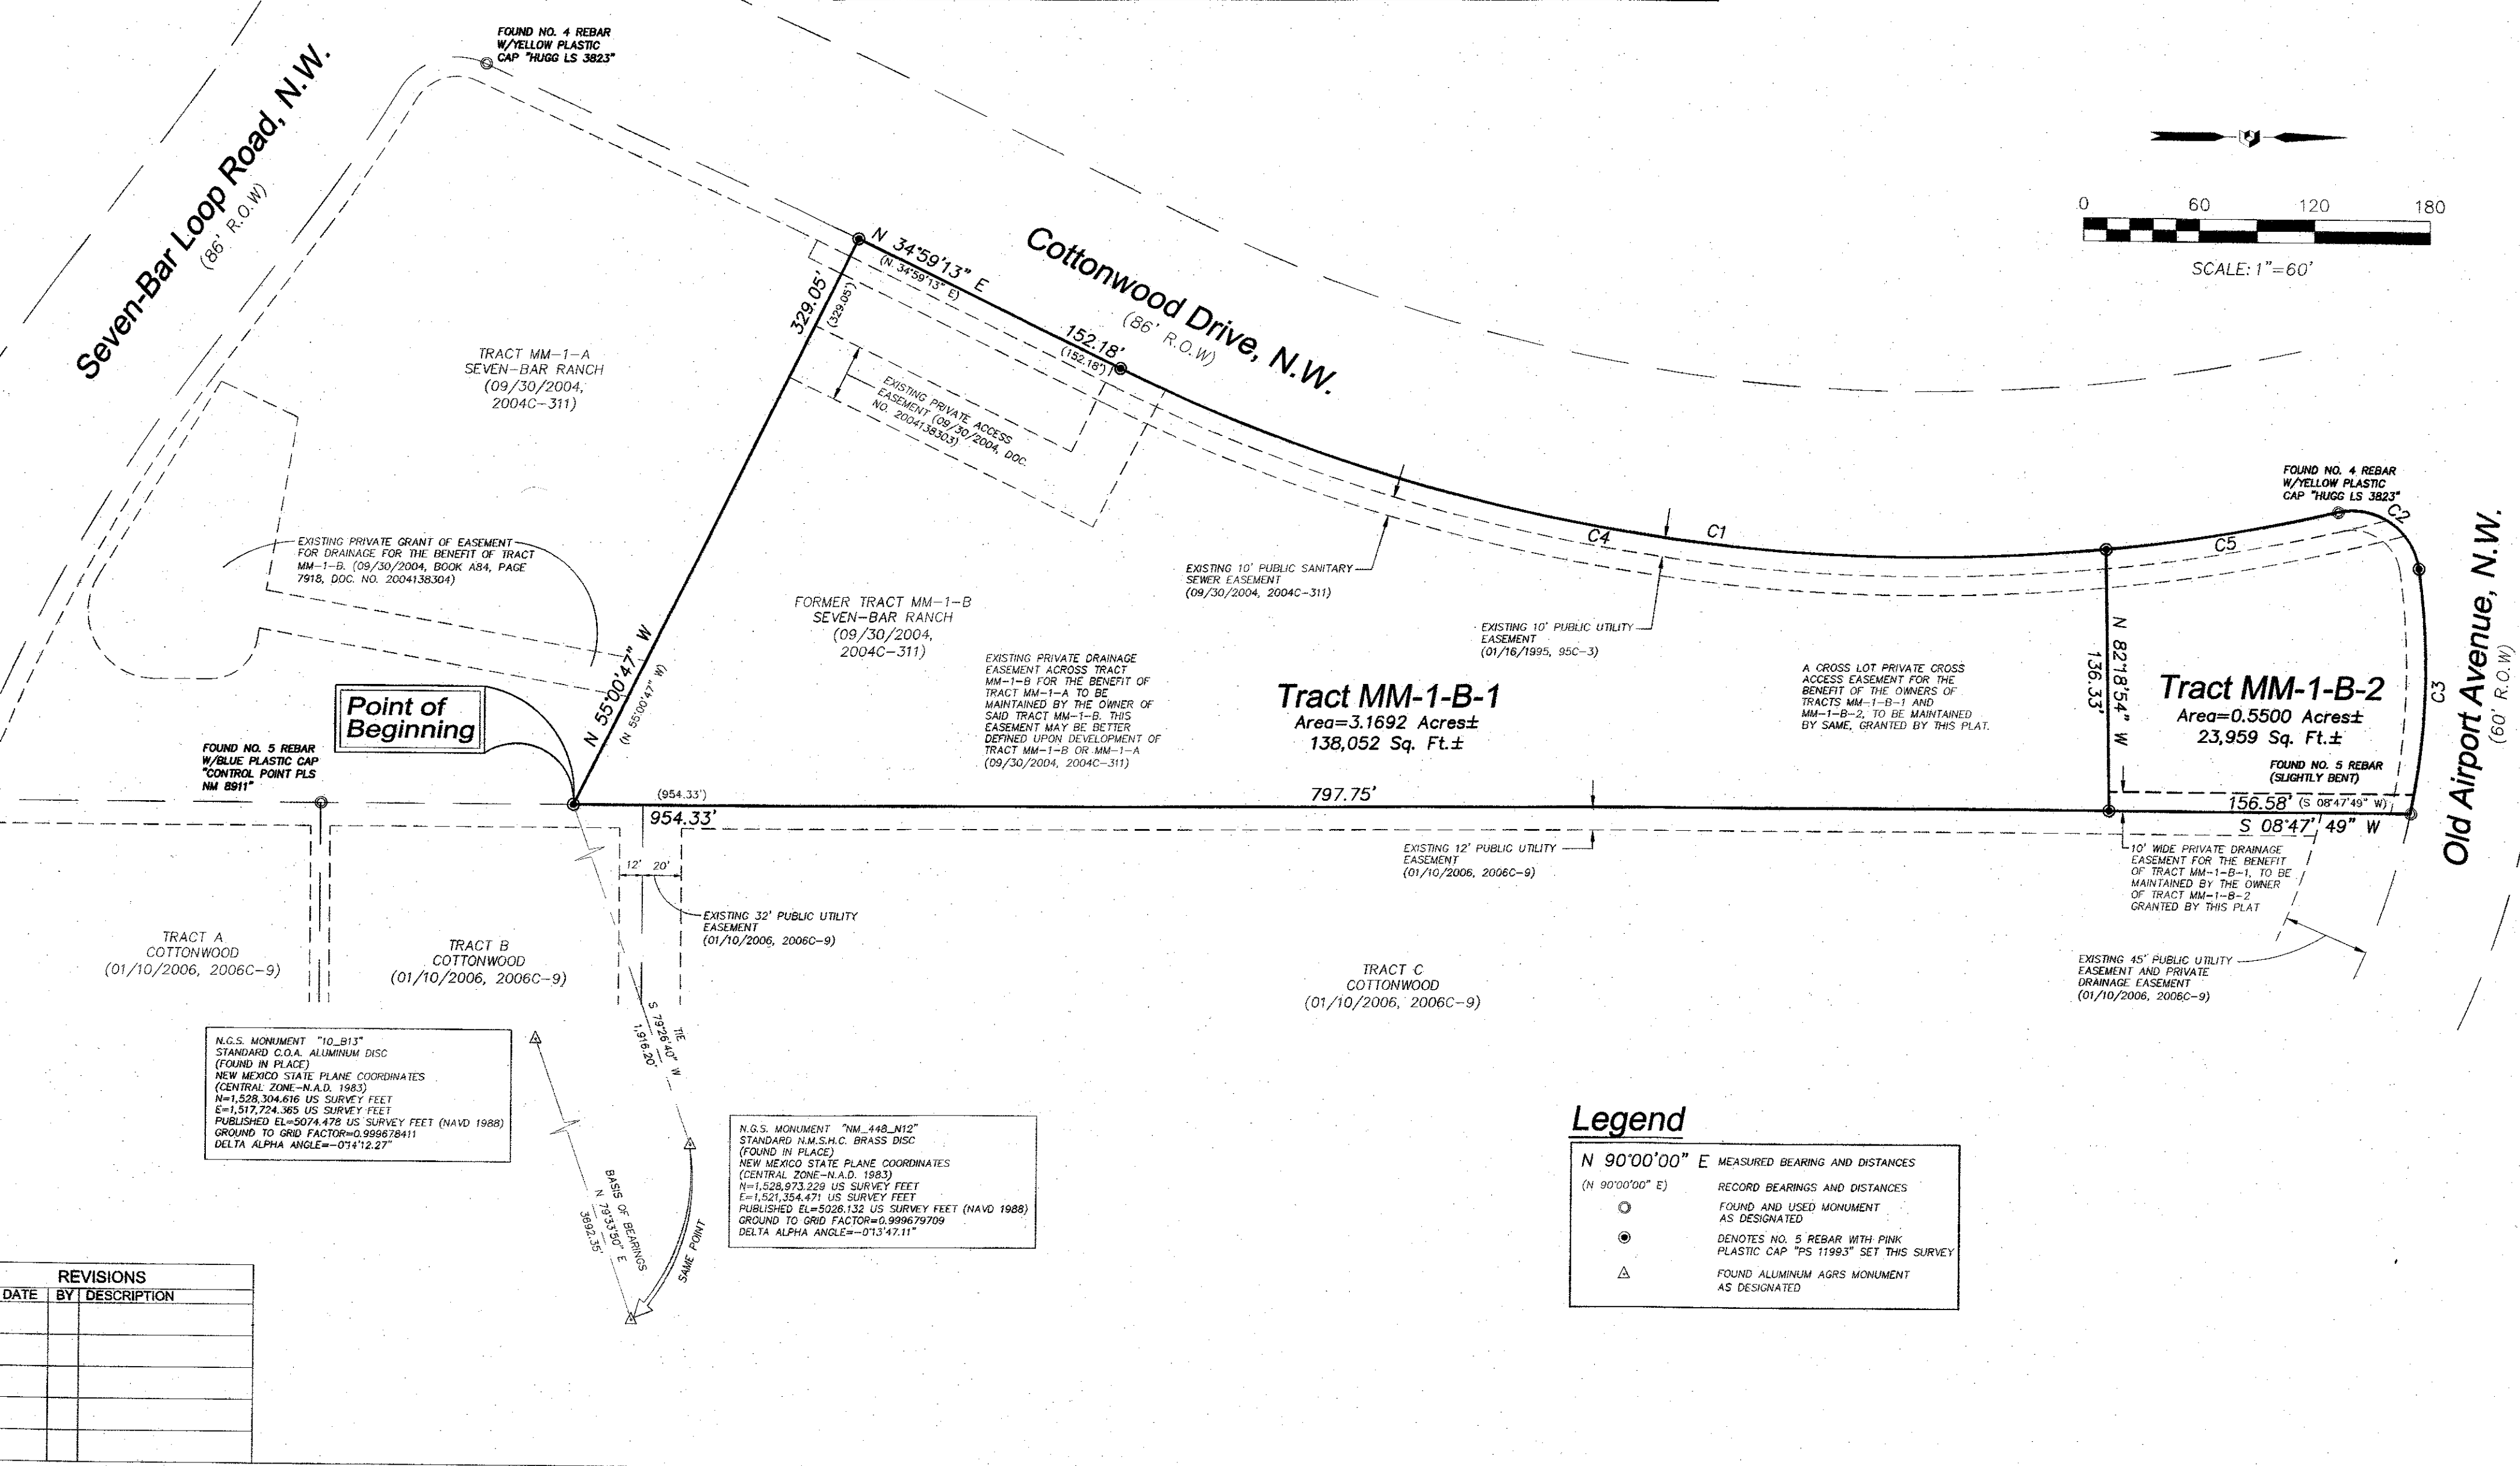 FOUND NO. 4 REBAR
W/YELLOW PLASTIC
CAP "HUGG LS 3823"
Seven-Bar Loop Road, N.W.
(86' R.O.W)
N 34°59'13" E
(N 34°59'13" E)
152.18'
(152.18')
Cottonwood Drive, N.W.
(86' R.O.W)
0 60 120 180
SCALE: 1"=60'
329.05'
(329.05')
TRACT MM-1-A
SEVEN-BAR RANCH
(09/30/2004,
2004C-311)
EXISTING PRIVATE ACCESS
EASEMENT (09/30/2004, DOC.
NO. 2004138303)
FOUND NO. 4 REBAR
W/YELLOW PLASTIC
CAP "HUGG LS 3823"
C2
C1
C4
C5
C3
Old Airport Avenue, N.W.
(60' R.O.W)
EXISTING PRIVATE GRANT OF EASEMENT
FOR DRAINAGE FOR THE BENEFIT OF TRACT
MM-1-B. (09/30/2004, BOOK A84, PAGE
7918, DOC. NO. 2004138304)
EXISTING 10' PUBLIC SANITARY
SEWER EASEMENT
(09/30/2004, 2004C-311)
FORMER TRACT MM-1-B
SEVEN-BAR RANCH
(09/30/2004,
2004C-311)
EXISTING 10' PUBLIC UTILITY
EASEMENT
(01/16/1995, 95C-3)
N 55°00'47" W
(N 55°00'47" W)
EXISTING PRIVATE DRAINAGE
EASEMENT ACROSS TRACT
MM-1-B FOR THE BENEFIT OF
TRACT MM-1-A TO BE
MAINTAINED BY THE OWNER OF
SAID TRACT MM-1-B. THIS
EASEMENT MAY BE BETTER
DEFINED UPON DEVELOPMENT OF
TRACT MM-1-B OR MM-1-A
(09/30/2004, 2004C-311)
Tract MM-1-B-1
Area=3.1692 Acres±
138,052 Sq. Ft.±
A CROSS LOT PRIVATE CROSS
ACCESS EASEMENT FOR THE
BENEFIT OF THE OWNERS OF
TRACTS MM-1-B-1 AND
MM-1-B-2, TO BE MAINTAINED
BY SAME, GRANTED BY THIS PLAT.
N 82°18'54" W
136.33'
Tract MM-1-B-2
Area=0.5500 Acres±
23,959 Sq. Ft.±
FOUND NO. 5 REBAR
(SLIGHTLY BENT)
Point of
Beginning
FOUND NO. 5 REBAR
W/BLUE PLASTIC CAP
"CONTROL POINT PLS
NM 8911"
(954.33')
954.33'
797.75'
156.58' (S 08°47'49" W)
S 08°47' 49" W
12' 20'
EXISTING 12' PUBLIC UTILITY
EASEMENT
(01/10/2006, 2006C-9)
10' WIDE PRIVATE DRAINAGE
EASEMENT FOR THE BENEFIT
OF TRACT MM-1-B-1, TO BE
MAINTAINED BY THE OWNER
OF TRACT MM-1-B-2
GRANTED BY THIS PLAT
EXISTING 32' PUBLIC UTILITY
EASEMENT
(01/10/2006, 2006C-9)
TRACT A
COTTONWOOD
(01/10/2006, 2006C-9)
TRACT B
COTTONWOOD
(01/10/2006, 2006C-9)
TRACT C
COTTONWOOD
(01/10/2006, 2006C-9)
EXISTING 45' PUBLIC UTILITY
EASEMENT AND PRIVATE
DRAINAGE EASEMENT
(01/10/2006, 2006C-9)
TIE
S 79°26'40" W
1,916.20'
N.G.S. MONUMENT "10_B13"
STANDARD C.O.A. ALUMINUM DISC
(FOUND IN PLACE)
NEW MEXICO STATE PLANE COORDINATES
(CENTRAL ZONE-N.A.D. 1983)
N=1,528,304.616 US SURVEY FEET
E=1,517,724.365 US SURVEY FEET
PUBLISHED EL=5074.478 US SURVEY FEET (NAVD 1988)
GROUND TO GRID FACTOR=0.999678411
DELTA ALPHA ANGLE=-0°14'12.27"
N.G.S. MONUMENT "NM_448_N12"
STANDARD N.M.S.H.C. BRASS DISC
(FOUND IN PLACE)
NEW MEXICO STATE PLANE COORDINATES
(CENTRAL ZONE-N.A.D. 1983)
N=1,528,973.229 US SURVEY FEET
E=1,521,354.471 US SURVEY FEET
PUBLISHED EL=5026.132 US SURVEY FEET (NAVD 1988)
GROUND TO GRID FACTOR=0.999679709
DELTA ALPHA ANGLE=-0°13'47.11"
BASIS OF BEARINGS
N 79°33'50" E
3692.35'
SAME POINT
Legend
N 90°00'00" E MEASURED BEARING AND DISTANCES
(N 90°00'00" E) RECORD BEARINGS AND DISTANCES
FOUND AND USED MONUMENT
AS DESIGNATED
DENOTES NO. 5 REBAR WITH PINK
PLASTIC CAP "PS 11993" SET THIS SURVEY
FOUND ALUMINUM AGRS MONUMENT
AS DESIGNATED
REVISIONS
DATE BY DESCRIPTION